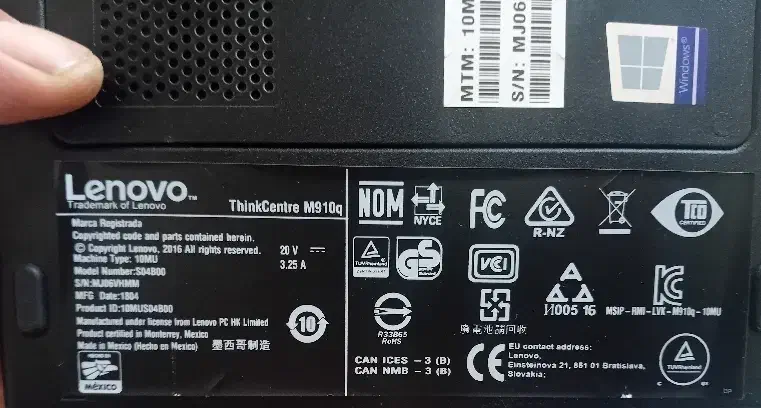 MTM: 10M
S/N: MJ06
Windows®
Lenovo™
Trademark of Lenovo
ThinkCentre M910q
Marca Registrada
Copyrighted code and parts contained herein.
© Copyright Lenovo, 2016 All rights reserved.
Machine Type: 10MU
Model Number:S04B00
S/N:MJ06VHMM
MFG Date:1804
Product ID:10MUS04B00
Manufactured under license from Lenovo PC HK Limited
Product certified in Monterrey, Mexico
Made in Mexico (Hecho en Mexico) 墨西哥制造
20 V
3.25 A
10
HECHO EN
MÉXICO
NOM
NYCE
FC
R-NZ
TCO
CERTIFIED
TÜVRheinland
GS
VCI
R33B65
RoHS
廢電池請回收
И005 16
MSIP-RMI-LVK-M910q-10MU
CAN ICES - 3 (B)
CAN NMB - 3 (B)
CE
EU contact address:
Lenovo,
Einsteinova 21, 851 01 Bratislava,
Slovakia;
TÜVRheinland